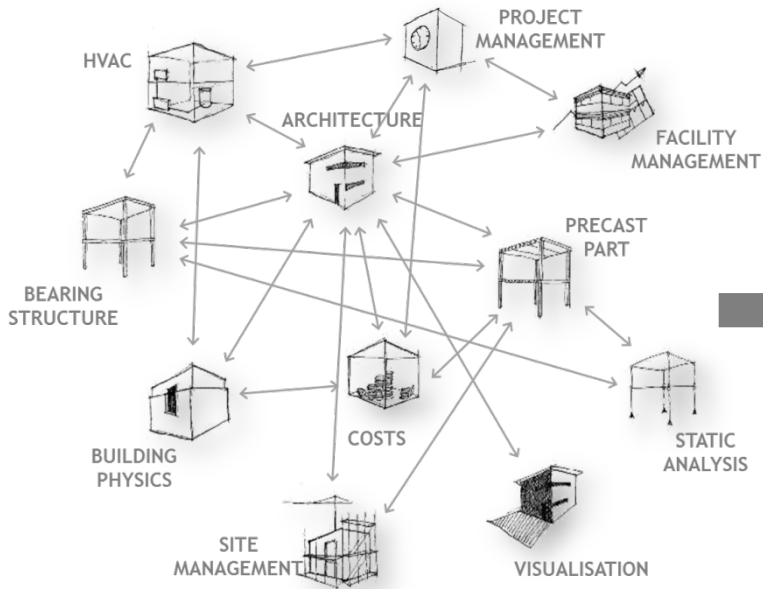 PROJECT
MANAGEMENT
HVAC
ARCHITECTURE
FACILITY
MANAGEMENT
PRECAST
PART
BEARING
STRUCTURE
COSTS
STATIC
ANALYSIS
BUILDING
PHYSICS
SITE
MANAGEMENT
VISUALISATION